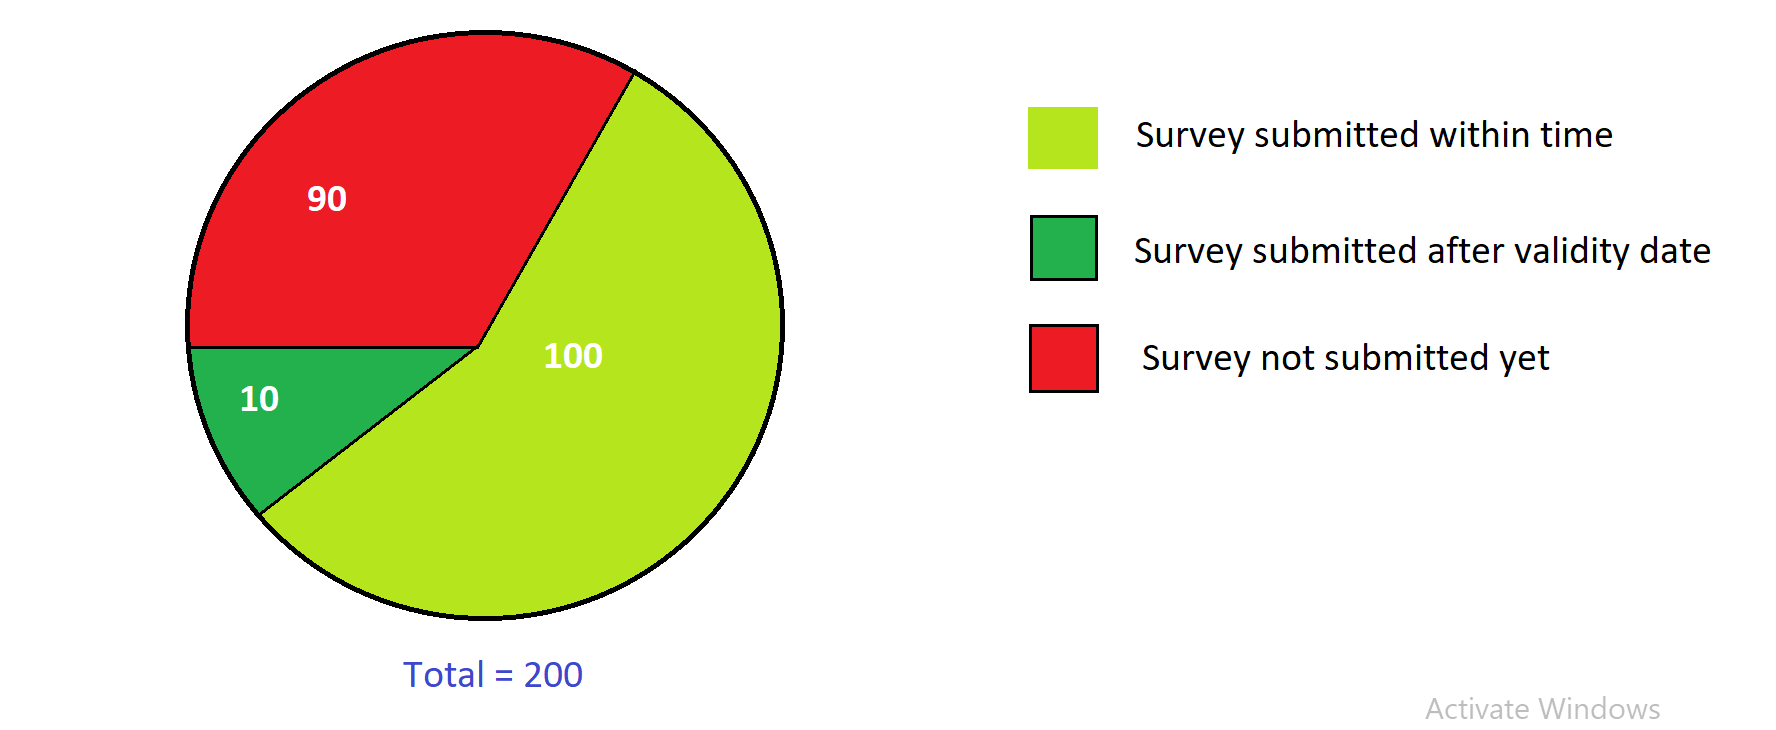 90
100
10
Total = 200
Survey submitted within time
Survey submitted after validity date
Survey not submitted yet
Activate Windows